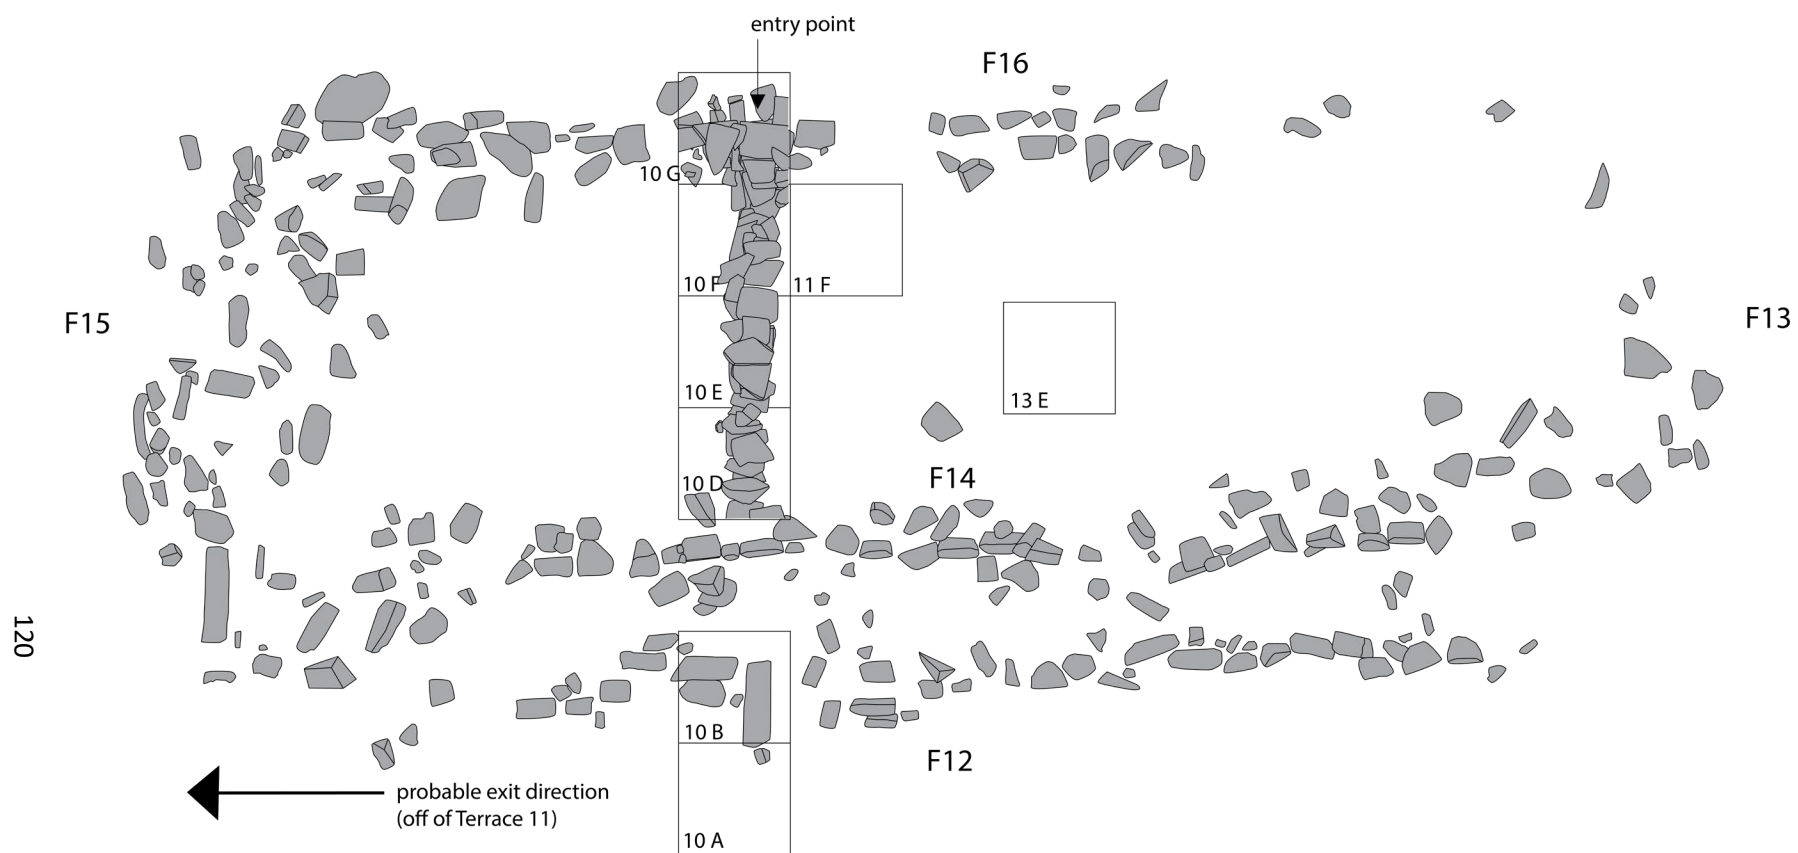 entry point
F16
10 G
10 F
11 F
F15
F13
10 E
13 E
10 D
F14
120
10 B
F12
probable exit direction
(off of Terrace 11)
10 A